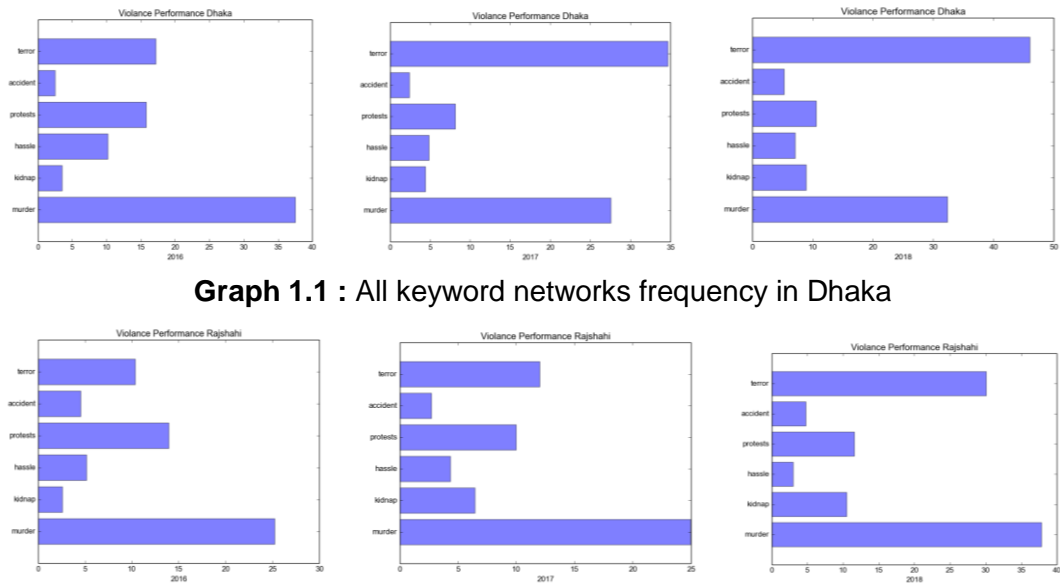 Violance Performance Dhaka
terror
accident
protests
hassle
kidnap
murder
0 5 10 15 20 25 30 35 40
2016
Violance Performance Dhaka
terror
accident
protests
hassle
kidnap
murder
0 5 10 15 20 25 30 35
2017
Violance Performance Dhaka
terror
accident
protests
hassle
kidnap
murder
0 10 20 30 40 50
2018
Graph 1.1 : All keyword networks frequency in Dhaka
Violance Performance Rajshahi
terror
accident
protests
hassle
kidnap
murder
0 5 10 15 20 25 30
2016
Violance Performance Rajshahi
terror
accident
protests
hassle
kidnap
murder
0 5 10 15 20 25
2017
Violance Performance Rajshahi
terror
accident
protests
hassle
kidnap
murder
0 5 10 15 20 25 30 35 40
2018